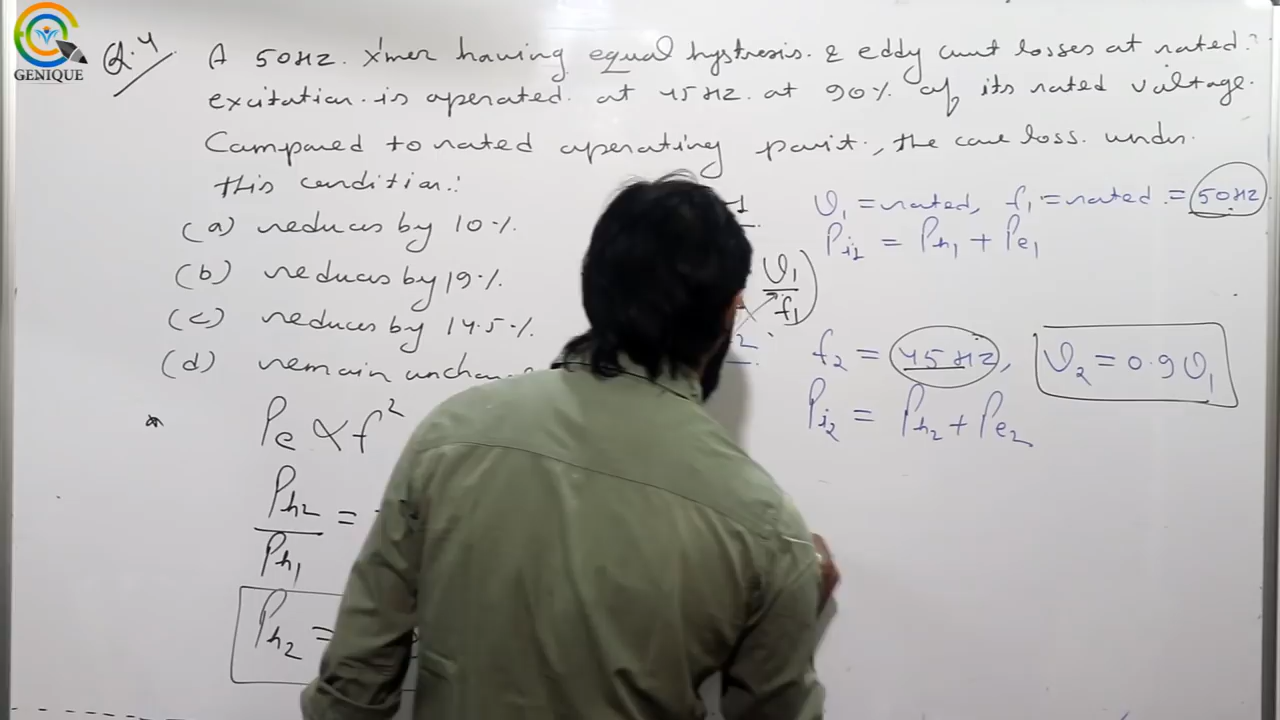 GENIQUE
Q.4 A 50HZ. X'mer having equal hystresis. & eddy cunt losses at rated.
excitation. is operated. at 45HZ. at 90% of its rated voltage.
Compared to rated operating point., the core loss. under.
this condition.:
(a) reduces by 10%.
(b) reduces by 19%.
(c) reduces by 14.5%.
(d) remain unchan
V1 = rated, f1 = rated = 50HZ
Pi1 = Ph1 + Pe1
V1/f1)
f2 = 45HZ, V2 = 0.9V1
Pi2 = Ph2 + Pe2
Pe ∝ f²
Ph2/Ph1 =
Ph2 =